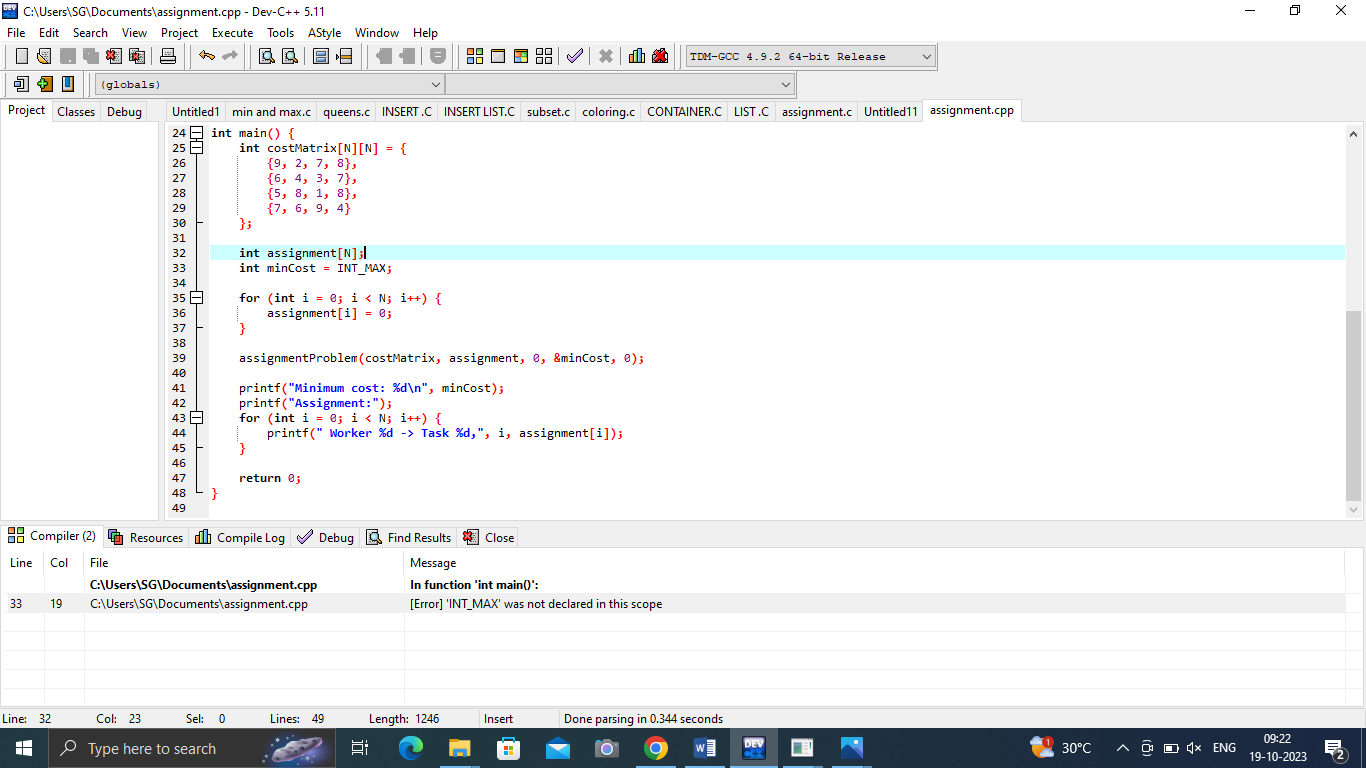 C:\Users\SG\Documents\assignment.cpp - Dev-C++ 5.11
File Edit Search View Project Execute Tools AStyle Window Help
TDM-GCC 4.9.2 64-bit Release
(globals)
Project Classes Debug
Untitled1 min and max.c queens.c INSERT .C INSERT LIST.C subset.c coloring.c CONTAINER.C LIST .C assignment.c Untitled11 assignment.cpp
24 int main() {
25 int costMatrix[N][N] = {
26 {9, 2, 7, 8},
27 {6, 4, 3, 7},
28 {5, 8, 1, 8},
29 {7, 6, 9, 4}
30 };
31
32 int assignment[N];
33 int minCost = INT_MAX;
34
35 for (int i = 0; i < N; i++) {
36 assignment[i] = 0;
37 }
38
39 assignmentProblem(costMatrix, assignment, 0, &minCost, 0);
40
41 printf("Minimum cost: %d\n", minCost);
42 printf("Assignment:");
43 for (int i = 0; i < N; i++) {
44 printf(" Worker %d -> Task %d,", i, assignment[i]);
45 }
46
47 return 0;
48 }
49
Compiler (2) Resources Compile Log Debug Find Results Close
Line Col File Message
C:\Users\SG\Documents\assignment.cpp In function 'int main()':
33 19 C:\Users\SG\Documents\assignment.cpp [Error] 'INT_MAX' was not declared in this scope
Line: 32 Col: 23 Sel: 0 Lines: 49 Length: 1246 Insert Done parsing in 0.344 seconds
Type here to search DEV 1 30°C ENG 09:22
19-10-2023 2